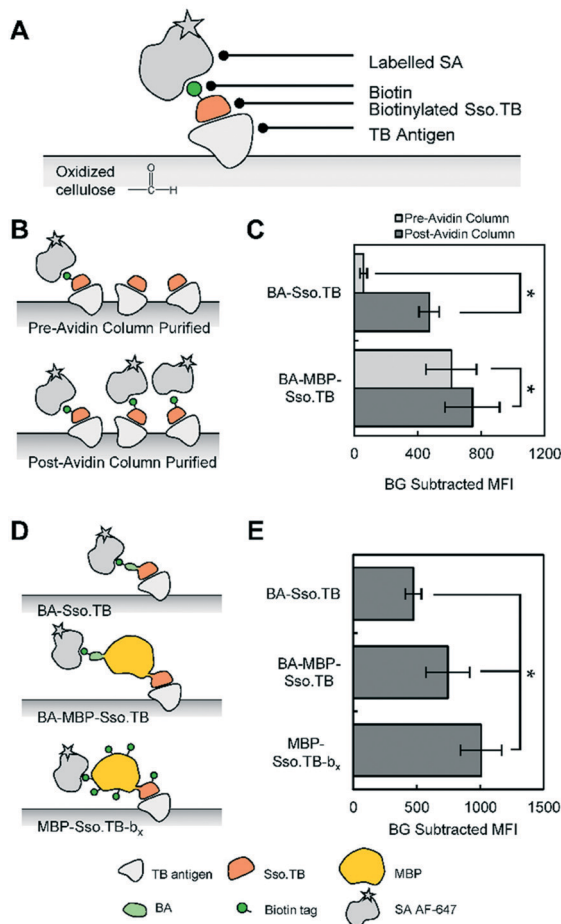 A
Labelled SA
Biotin
Biotinylated Sso.TB
TB Antigen
Oxidized
cellulose
O
C
H
B
Pre-Avidin Column Purified
Post-Avidin Column Purified
C
Pre-Avidin Column
Post-Avidin Column
BA-Sso.TB
*
BA-MBP-
Sso.TB
*
0 400 800 1200
BG Subtracted MFI
D
BA-Sso.TB
BA-MBP-Sso.TB
MBP-Sso.TB-bₓ
E
BA-Sso.TB
BA-MBP-
Sso.TB
*
MBP-
Sso.TB-bₓ
0 500 1000 1500
BG Subtracted MFI
TB antigen Sso.TB MBP
BA Biotin tag SA AF-647